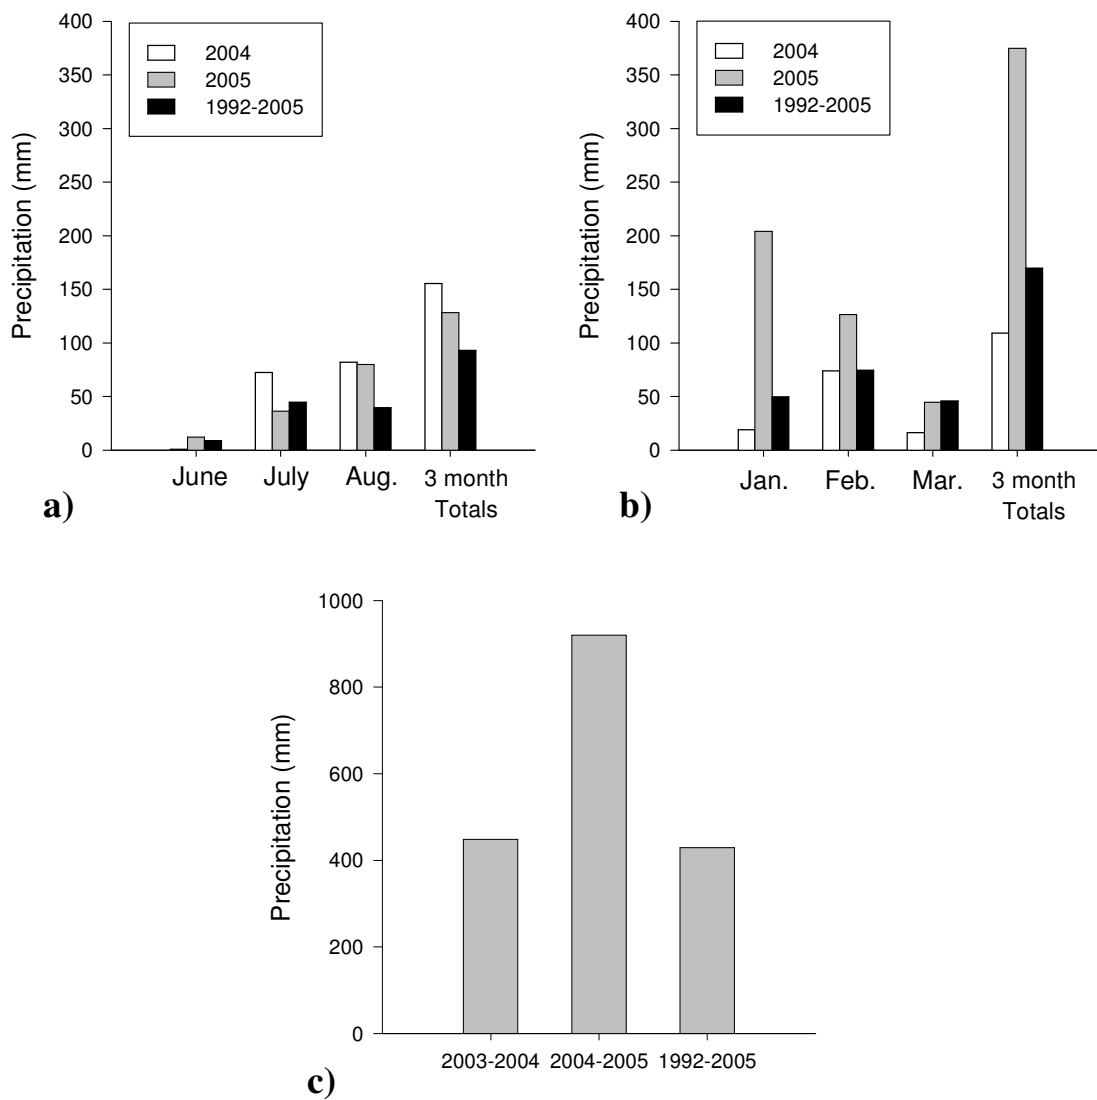 400
350
300
250
200
150
100
50
0
Precipitation (mm)
2004
2005
1992-2005
June July Aug. 3 month
Totals
a)
400
350
300
250
200
150
100
50
0
Precipitation (mm)
2004
2005
1992-2005
Jan. Feb. Mar. 3 month
Totals
b)
1000
800
600
400
200
0
Precipitation (mm)
2003-2004 2004-2005 1992-2005
c)